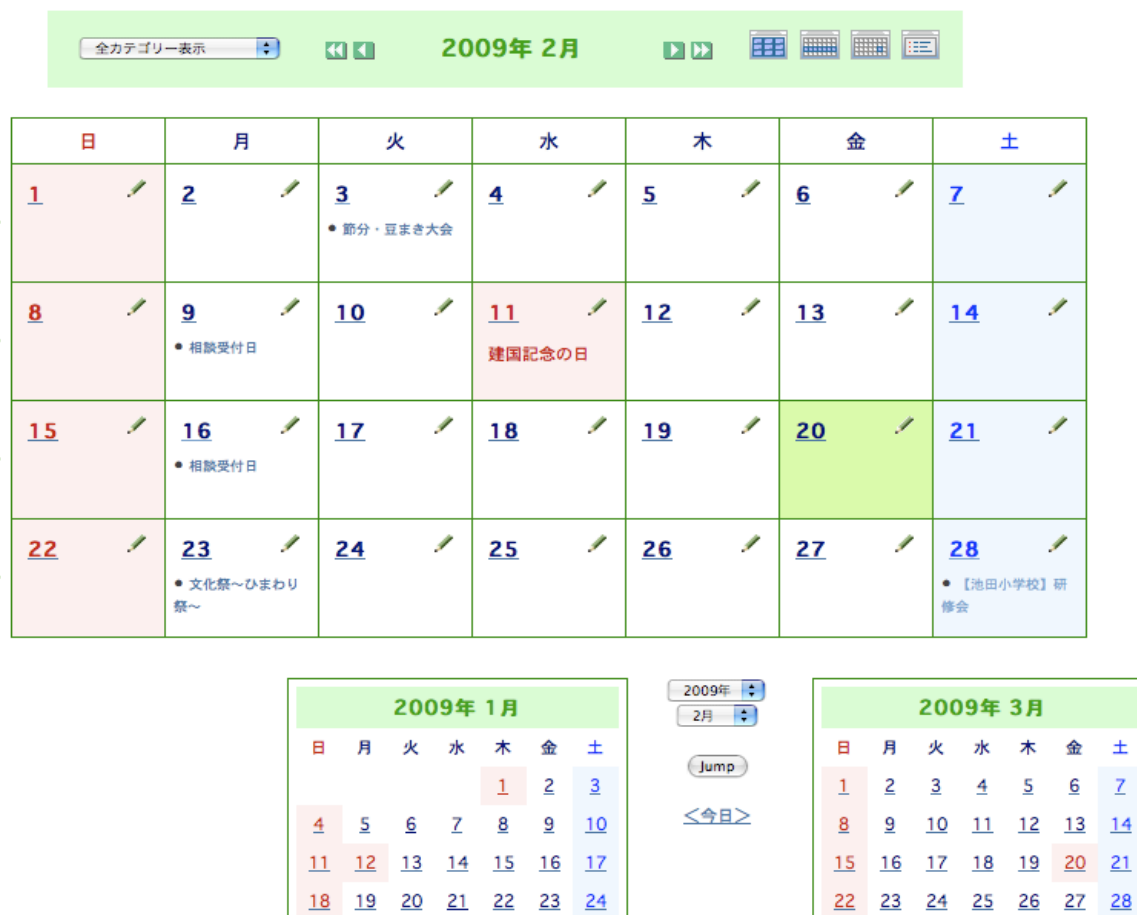 全カテゴリー表示 2009年 2月
日 月 火 水 木 金 土
1 2 3 4 5 6 7
● 節分・豆まき大会
8 9 10 11 12 13 14
● 相談受付日 建国記念の日
15 16 17 18 19 20 21
● 相談受付日
22 23 24 25 26 27 28
● 文化祭〜ひまわり ● 【池田小学校】研
祭〜 修会
2009年 1月
日 月 火 水 木 金 土
1 2 3
4 5 6 7 8 9 10
11 12 13 14 15 16 17
18 19 20 21 22 23 24
2009年
2月
Jump
<今日>
2009年 3月
日 月 火 水 木 金 土
1 2 3 4 5 6 7
8 9 10 11 12 13 14
15 16 17 18 19 20 21
22 23 24 25 26 27 28